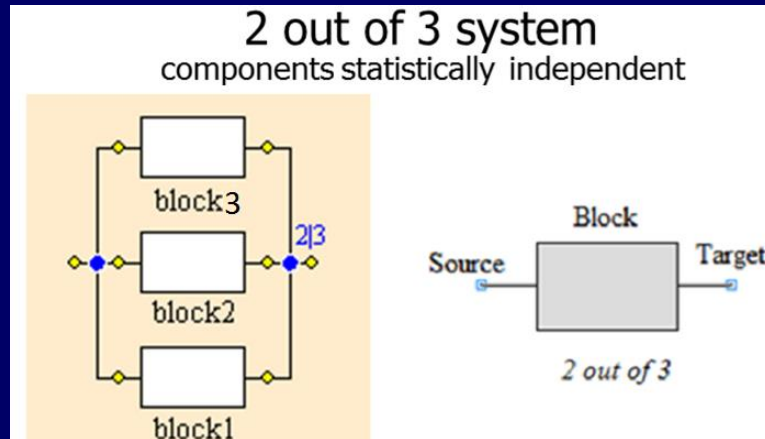 2 out of 3 system
components statistically independent
block3
2|3
block2
block1
Block
Source
Target
2 out of 3